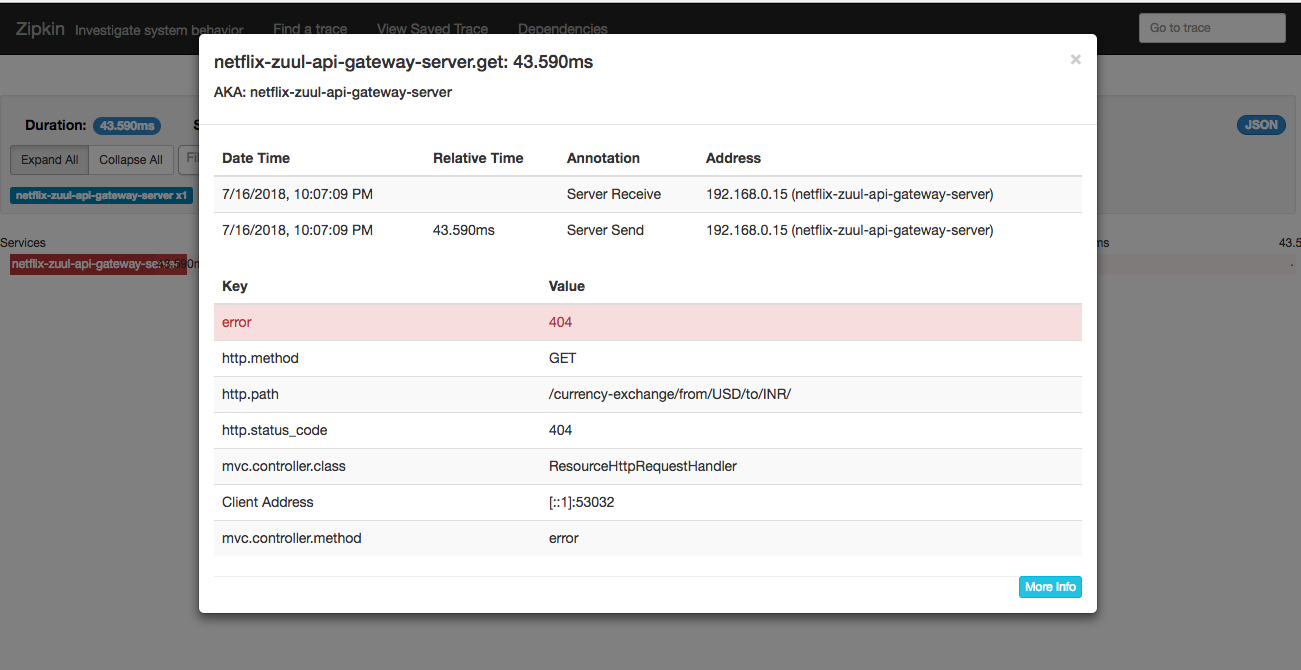 Zipkin Investigate system behavior Find a trace View Saved Trace Dependencies Go to trace
netflix-zuul-api-gateway-server.get: 43.590ms ×
AKA: netflix-zuul-api-gateway-server
Duration: 43.590ms JSON
Expand All Collapse All
netflix-zuul-api-gateway-server x1
Services
netflix-zuul-api-gateway-se
Date Time Relative Time Annotation Address
7/16/2018, 10:07:09 PM Server Receive 192.168.0.15 (netflix-zuul-api-gateway-server)
7/16/2018, 10:07:09 PM 43.590ms Server Send 192.168.0.15 (netflix-zuul-api-gateway-server)
Key Value
error 404
http.method GET
http.path /currency-exchange/from/USD/to/INR/
http.status_code 404
mvc.controller.class ResourceHttpRequestHandler
Client Address [::1]:53032
mvc.controller.method error
More Info